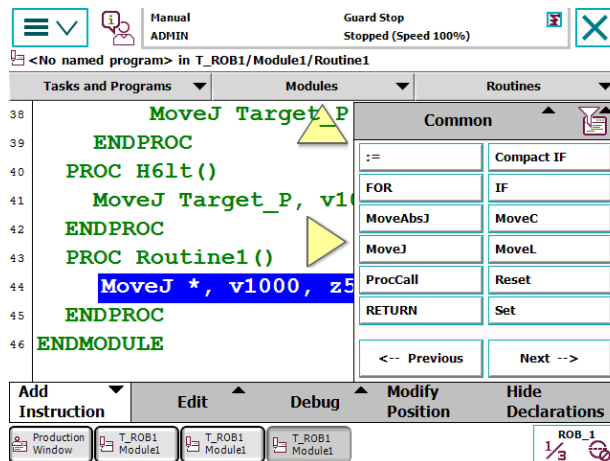 Manual
ADMIN
Guard Stop
Stopped (Speed 100%)
<No named program> in T_ROB1/Module1/Routine1
Tasks and Programs
Modules
Routines
38 MoveJ Target_P
39 ENDPROC
40 PROC H6lt()
41 MoveJ Target_P, v10
42 ENDPROC
43 PROC Routine1()
44 MoveJ *, v1000, z5
45 ENDPROC
46 ENDMODULE
Common
:= Compact IF
FOR IF
MoveAbsJ MoveC
MoveJ MoveL
ProcCall Reset
RETURN Set
<-- Previous Next -->
Add
Instruction
Edit
Debug
Modify
Position
Hide
Declarations
Production
Window
T_ROB1
Module1
T_ROB1
Module1
T_ROB1
Module1
ROB_1
1/3